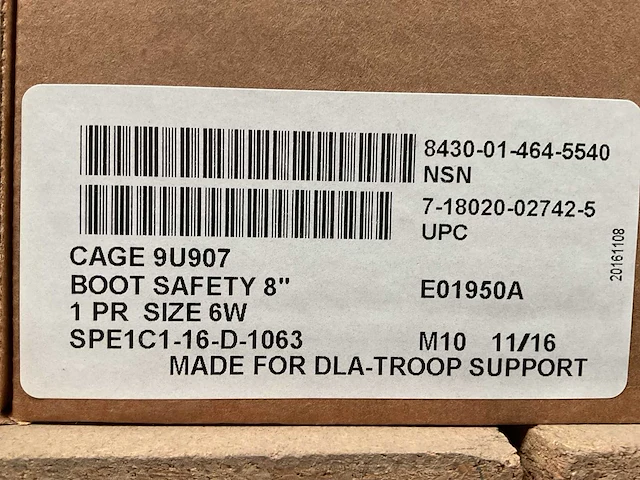 8430-01-464-5540
NSN
7-18020-02742-5
UPC
CAGE 9U907
BOOT SAFETY 8" E01950A
1 PR SIZE 6W
SPE1C1-16-D-1063 M10 11/16
MADE FOR DLA-TROOP SUPPORT
20161108